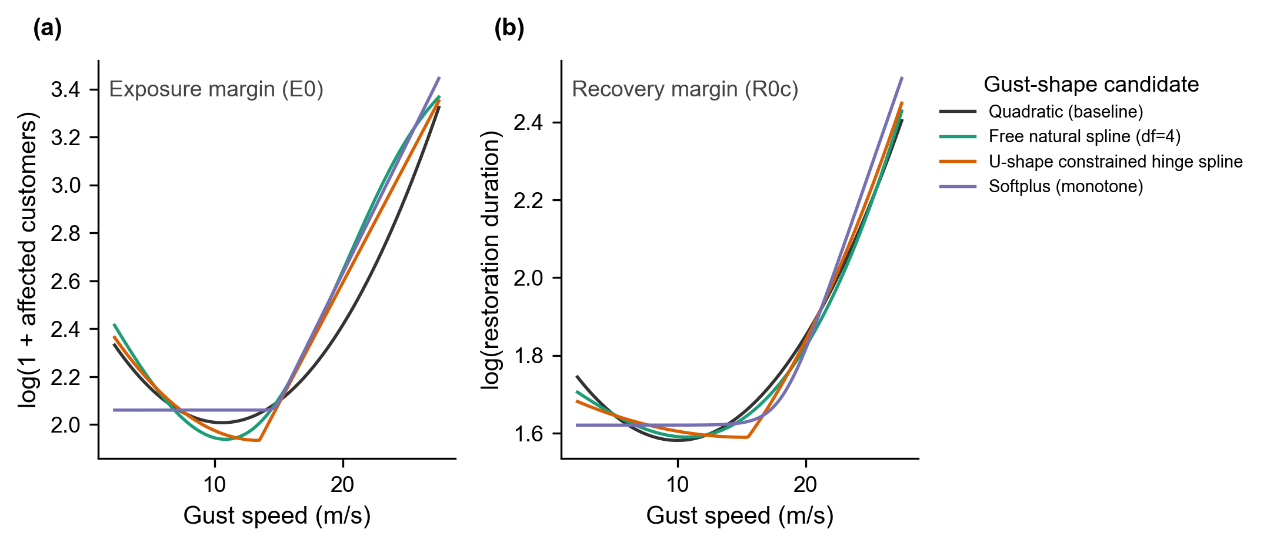 (a)
Exposure margin (E0)
log(1 + affected customers)
3.4
3.2
3.0
2.8
2.6
2.4
2.2
2.0
10
20
Gust speed (m/s)
(b)
Recovery margin (R0c)
log(restoration duration)
2.4
2.2
2.0
1.8
1.6
10
20
Gust speed (m/s)
Gust-shape candidate
Quadratic (baseline)
Free natural spline (df=4)
U-shape constrained hinge spline
Softplus (monotone)